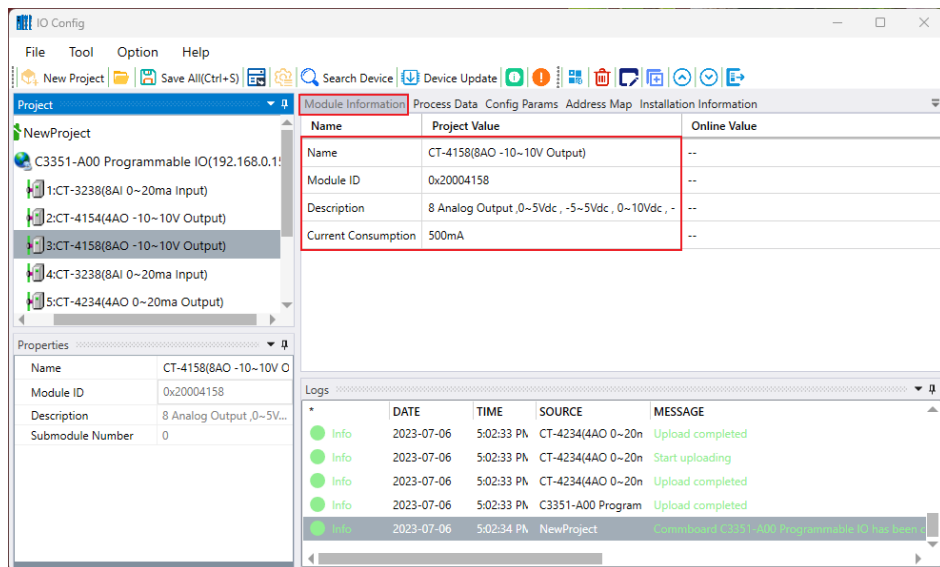 IO Config
File Tool Option Help
New Project Save All(Ctrl+S) Search Device Device Update
Project
NewProject
C3351-A00 Programmable IO(192.168.0.1
1:CT-3238(8AI 0~20ma Input)
2:CT-4154(4AO -10~10V Output)
3:CT-4158(8AO -10~10V Output)
4:CT-3238(8AI 0~20ma Input)
5:CT-4234(4AO 0~20ma Output)
Properties
Name CT-4158(8AO -10~10V O
Module ID 0x20004158
Description 8 Analog Output ,0~5V...
Submodule Number 0
Module Information Process Data Config Params Address Map Installation Information
Name Project Value Online Value
Name CT-4158(8AO -10~10V Output) --
Module ID 0x20004158 --
Description 8 Analog Output ,0~5Vdc , -5~5Vdc , 0~10Vdc , - --
Current Consumption 500mA --
Logs
* DATE TIME SOURCE MESSAGE
Info 2023-07-06 5:02:33 PM CT-4234(4AO 0~20n Upload completed
Info 2023-07-06 5:02:33 PM CT-4234(4AO 0~20n Start uploading
Info 2023-07-06 5:02:33 PM CT-4234(4AO 0~20n Upload completed
Info 2023-07-06 5:02:33 PM C3351-A00 Program Upload completed
Info 2023-07-06 5:02:34 PM NewProject Commboard C3351-A00 Programmable IO has been c